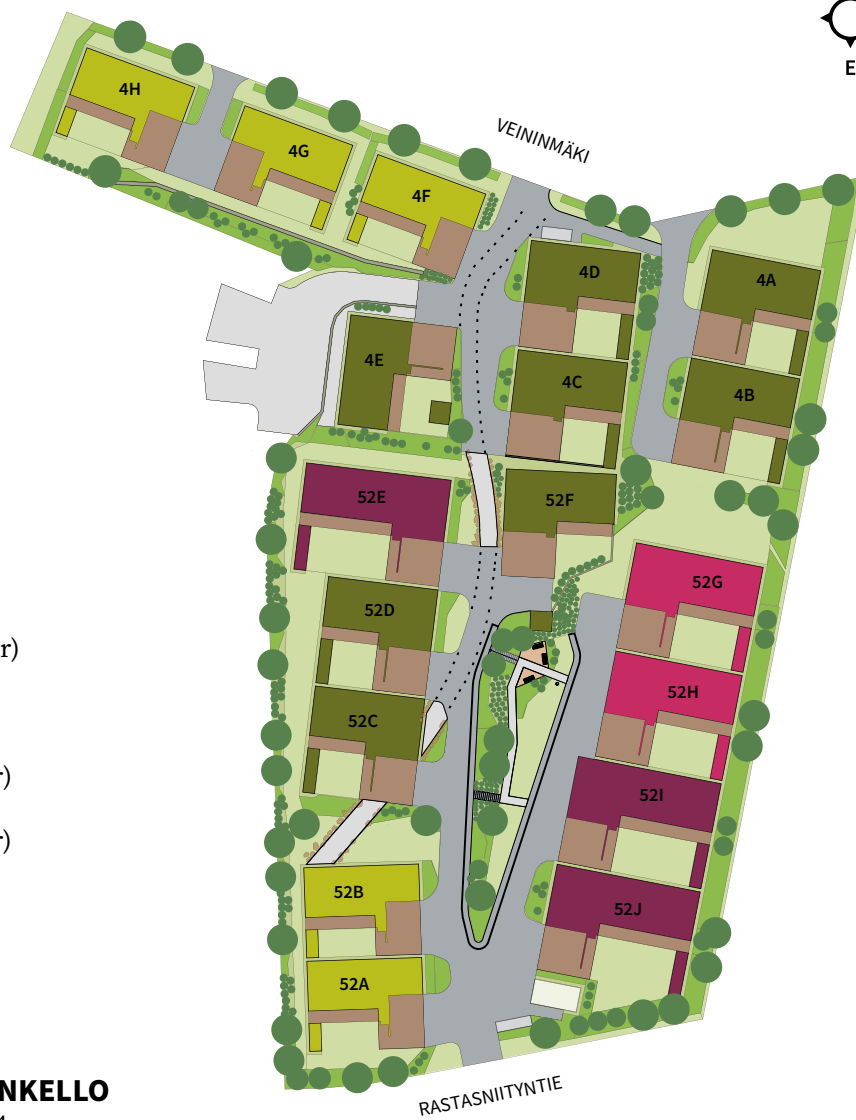 E
VEININMÄKI
4H
4G
4F
4D
4A
4E
4C
4B
52E
52F
52G
52D
52H
52C
52I
52B
52J
52A
r)
r)
r)
NKELLO
RASTASNIITYNTIE